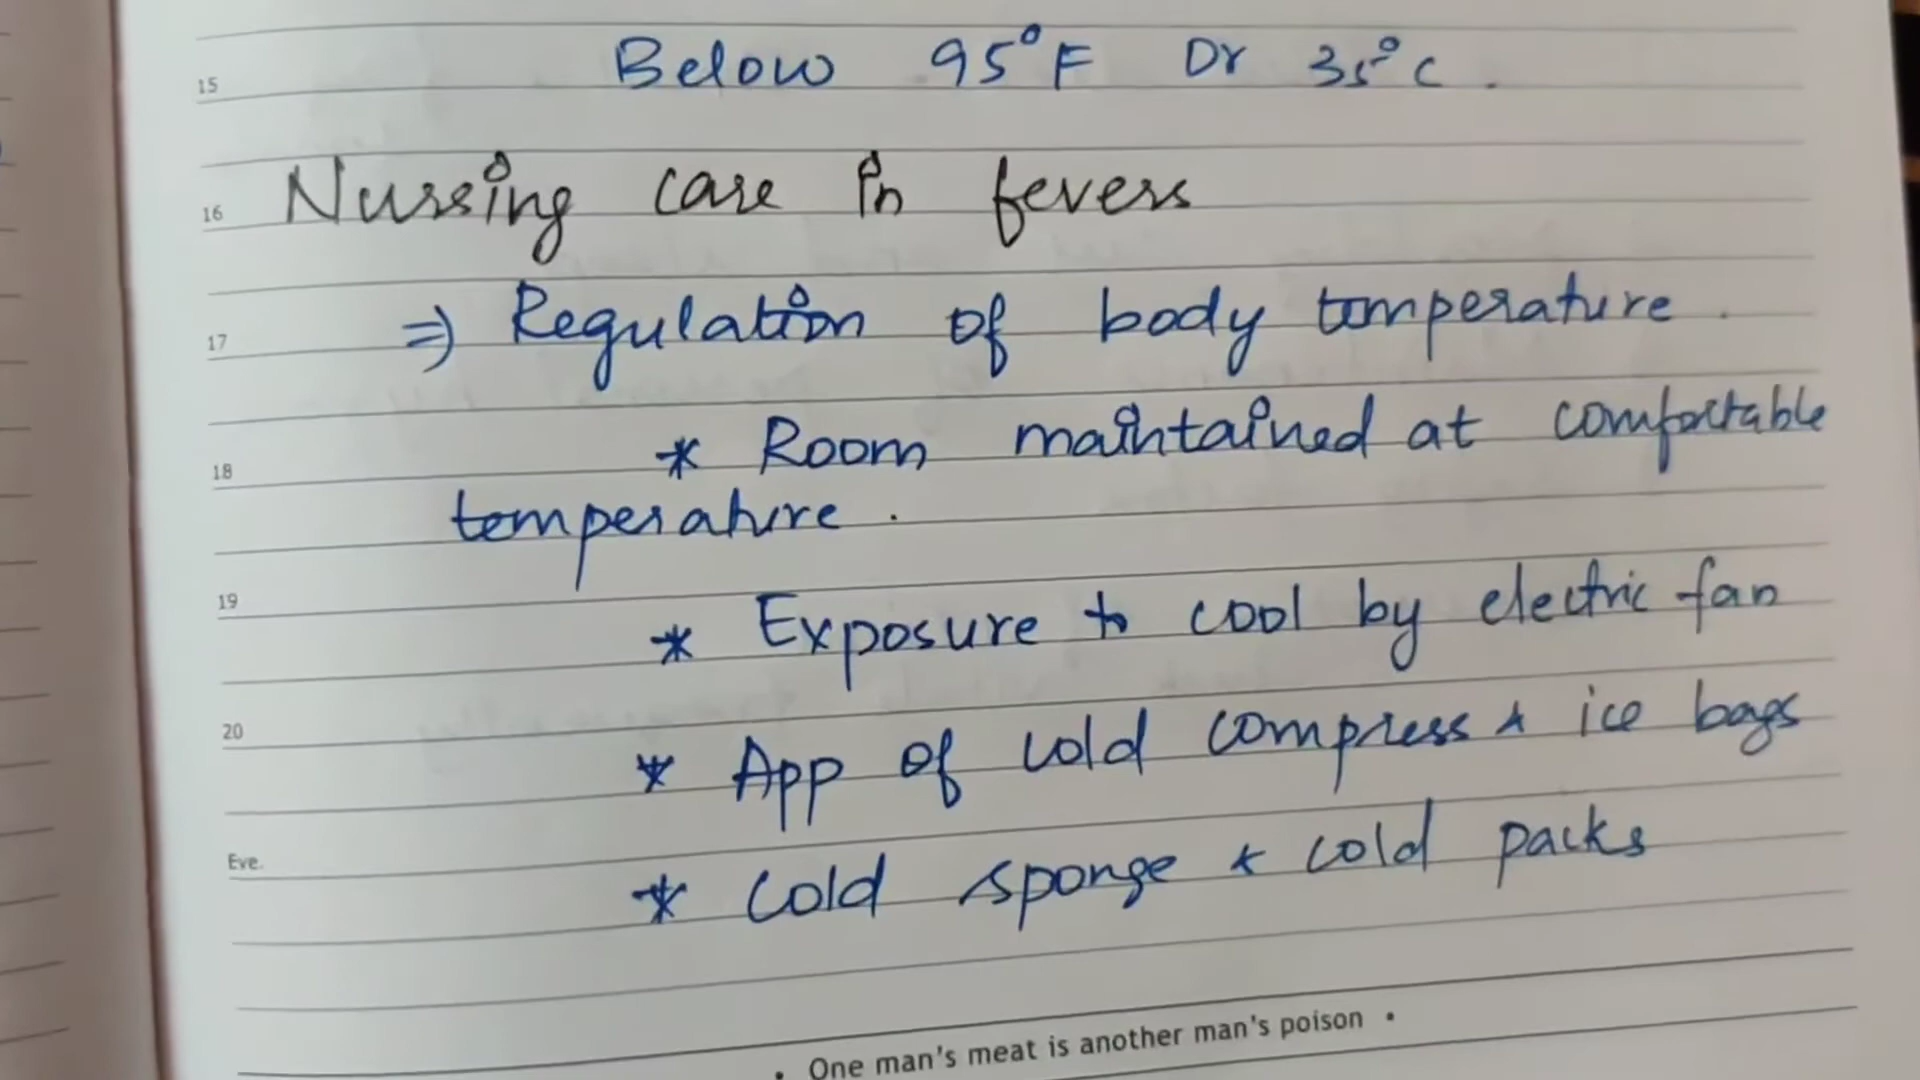 Below 95°F Or 35°C.
15
16 Nursing care in fevers
17 ⇒ Regulation of body temperature.
18 * Room maintained at comfortable
temperature.
19 * Exposure to cool by electric fan
20 * App of cold compress & ice bags
Eve. * Cold sponge & cold packs
• One man's meat is another man's poison •